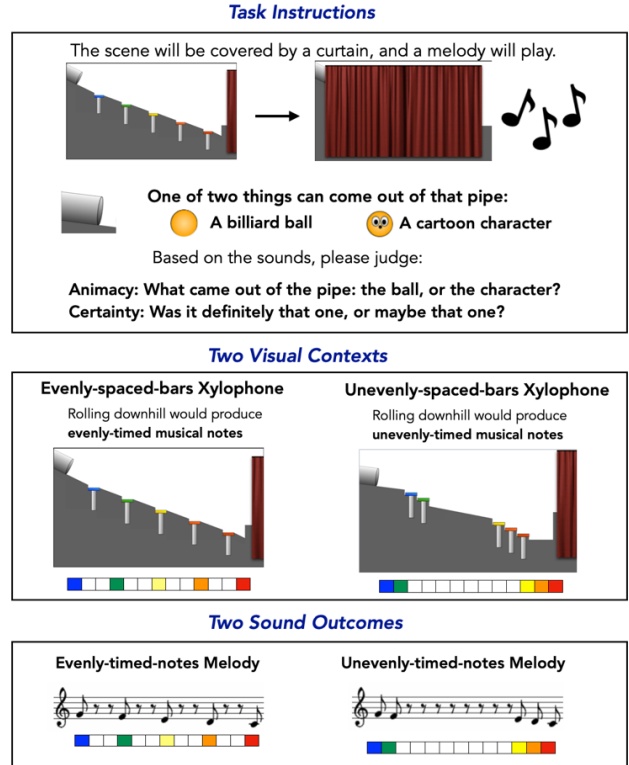 Task Instructions
The scene will be covered by a curtain, and a melody will play.
One of two things can come out of that pipe:
A billiard ball
A cartoon character
Based on the sounds, please judge:
Animacy: What came out of the pipe: the ball, or the character?
Certainty: Was it definitely that one, or maybe that one?
Two Visual Contexts
Evenly-spaced-bars Xylophone
Rolling downhill would produce
evenly-timed musical notes
Unevenly-spaced-bars Xylophone
Rolling downhill would produce
unevenly-timed musical notes
Two Sound Outcomes
Evenly-timed-notes Melody
Unevenly-timed-notes Melody